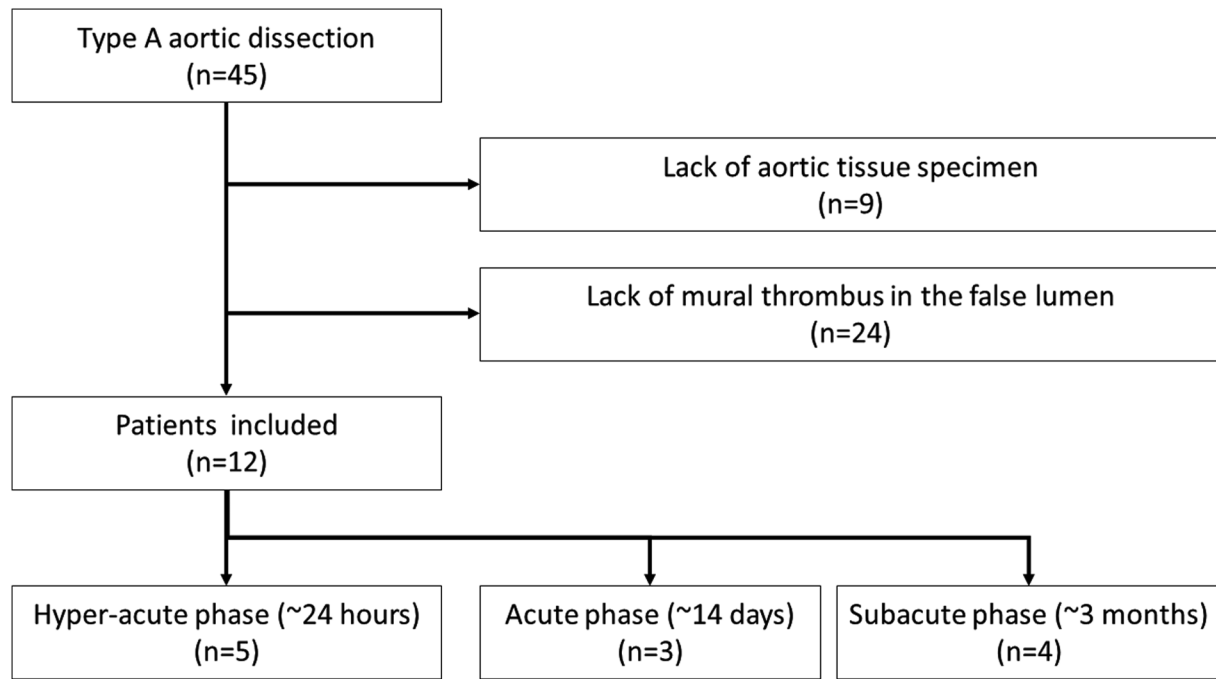 Type A aortic dissection
(n=45)
Lack of aortic tissue specimen
(n=9)
Lack of mural thrombus in the false lumen
(n=24)
Patients  included
(n=12)
Hyper-acute phase (~24 hours)
(n=5)
Acute phase (~14 days)
(n=3)
Subacute phase (~3 months)
(n=4)